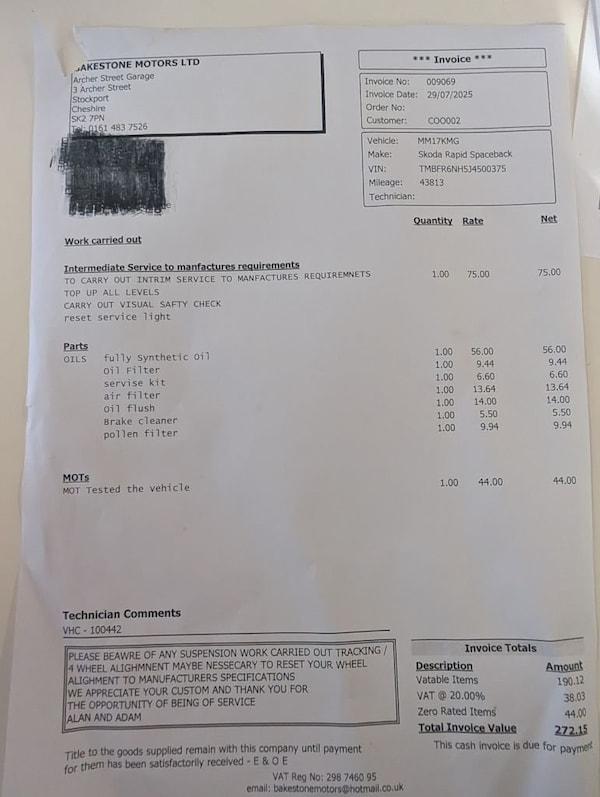 BAKESTONE MOTORS LTD
Archer Street Garage
3 Archer Street
Stockport
Cheshire
SK2 7PN
Tel: 0161 483 7526
*** Invoice ***
Invoice No: 009069
Invoice Date: 29/07/2025
Order No:
Customer: COO002
Vehicle: MM17KMG
Make: Skoda Rapid Spaceback
VIN: TMBFR6NH5J4500375
Mileage: 43813
Technician:
Quantity Rate Net
Work carried out
Intermediate Service to manfactures requirements
TO CARRY OUT INTRIM SERVICE TO MANFACTURES REQUIREMNETS 1.00 75.00 75.00
TOP UP ALL LEVELS
CARRY OUT VISUAL SAFTY CHECK
reset service light
Parts
OILS fully Synthetic Oil 1.00 56.00 56.00
Oil Filter 1.00 9.44 9.44
servise kit 1.00 6.60 6.60
air filter 1.00 13.64 13.64
Oil flush 1.00 14.00 14.00
Brake cleaner 1.00 5.50 5.50
pollen filter 1.00 9.94 9.94
MOTs
MOT Tested the vehicle 1.00 44.00 44.00
Technician Comments
VHC - 100442
PLEASE BEAWRE OF ANY SUSPENSION WORK CARRIED OUT TRACKING /
4 WHEEL ALIGHMNENT MAYBE NESSECARY TO RESET YOUR WHEEL
ALIGHMENT TO MANUFACTURERS SPECIFICATIONS
WE APPRECIATE YOUR CUSTOM AND THANK YOU FOR
THE OPPORTUNITY OF BEING OF SERVICE
ALAN AND ADAM
Invoice Totals
Description Amount
Vatable Items 190.12
VAT @ 20.00% 38.03
Zero Rated Items 44.00
Total Invoice Value 272.15
This cash invoice is due for payment
Title to the goods supplied remain with this company until payment
for them has been satisfactorily received - E & O E
VAT Reg No: 298 7460 95
email: bakestonemotors@hotmail.co.uk